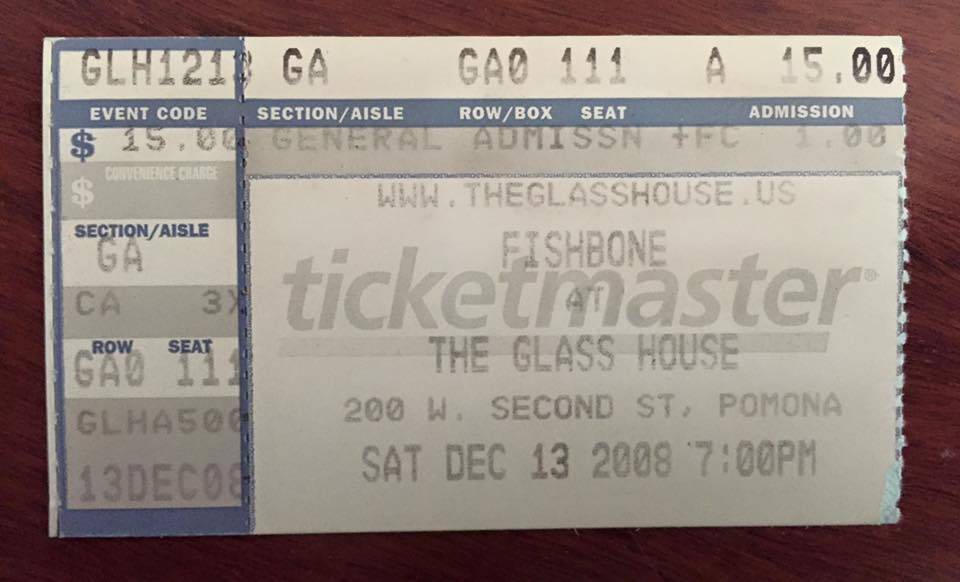 GLH1213 GA GA0 111 A 15.00
EVENT CODE SECTION/AISLE ROW/BOX SEAT ADMISSION
$ 15.00 GENERAL ADMISSN +FC 1.00
$ CONVENIENCE CHARGE
WWW.THEGLASSHOUSE.US
SECTION/AISLE
GA
FISHBONE
ticketmaster®
CA 3X
AT
ROW SEAT
GA0 111
THE GLASS HOUSE
GLHA500
200 W. SECOND ST, POMONA
13DEC08
SAT DEC 13 2008 7:00PM